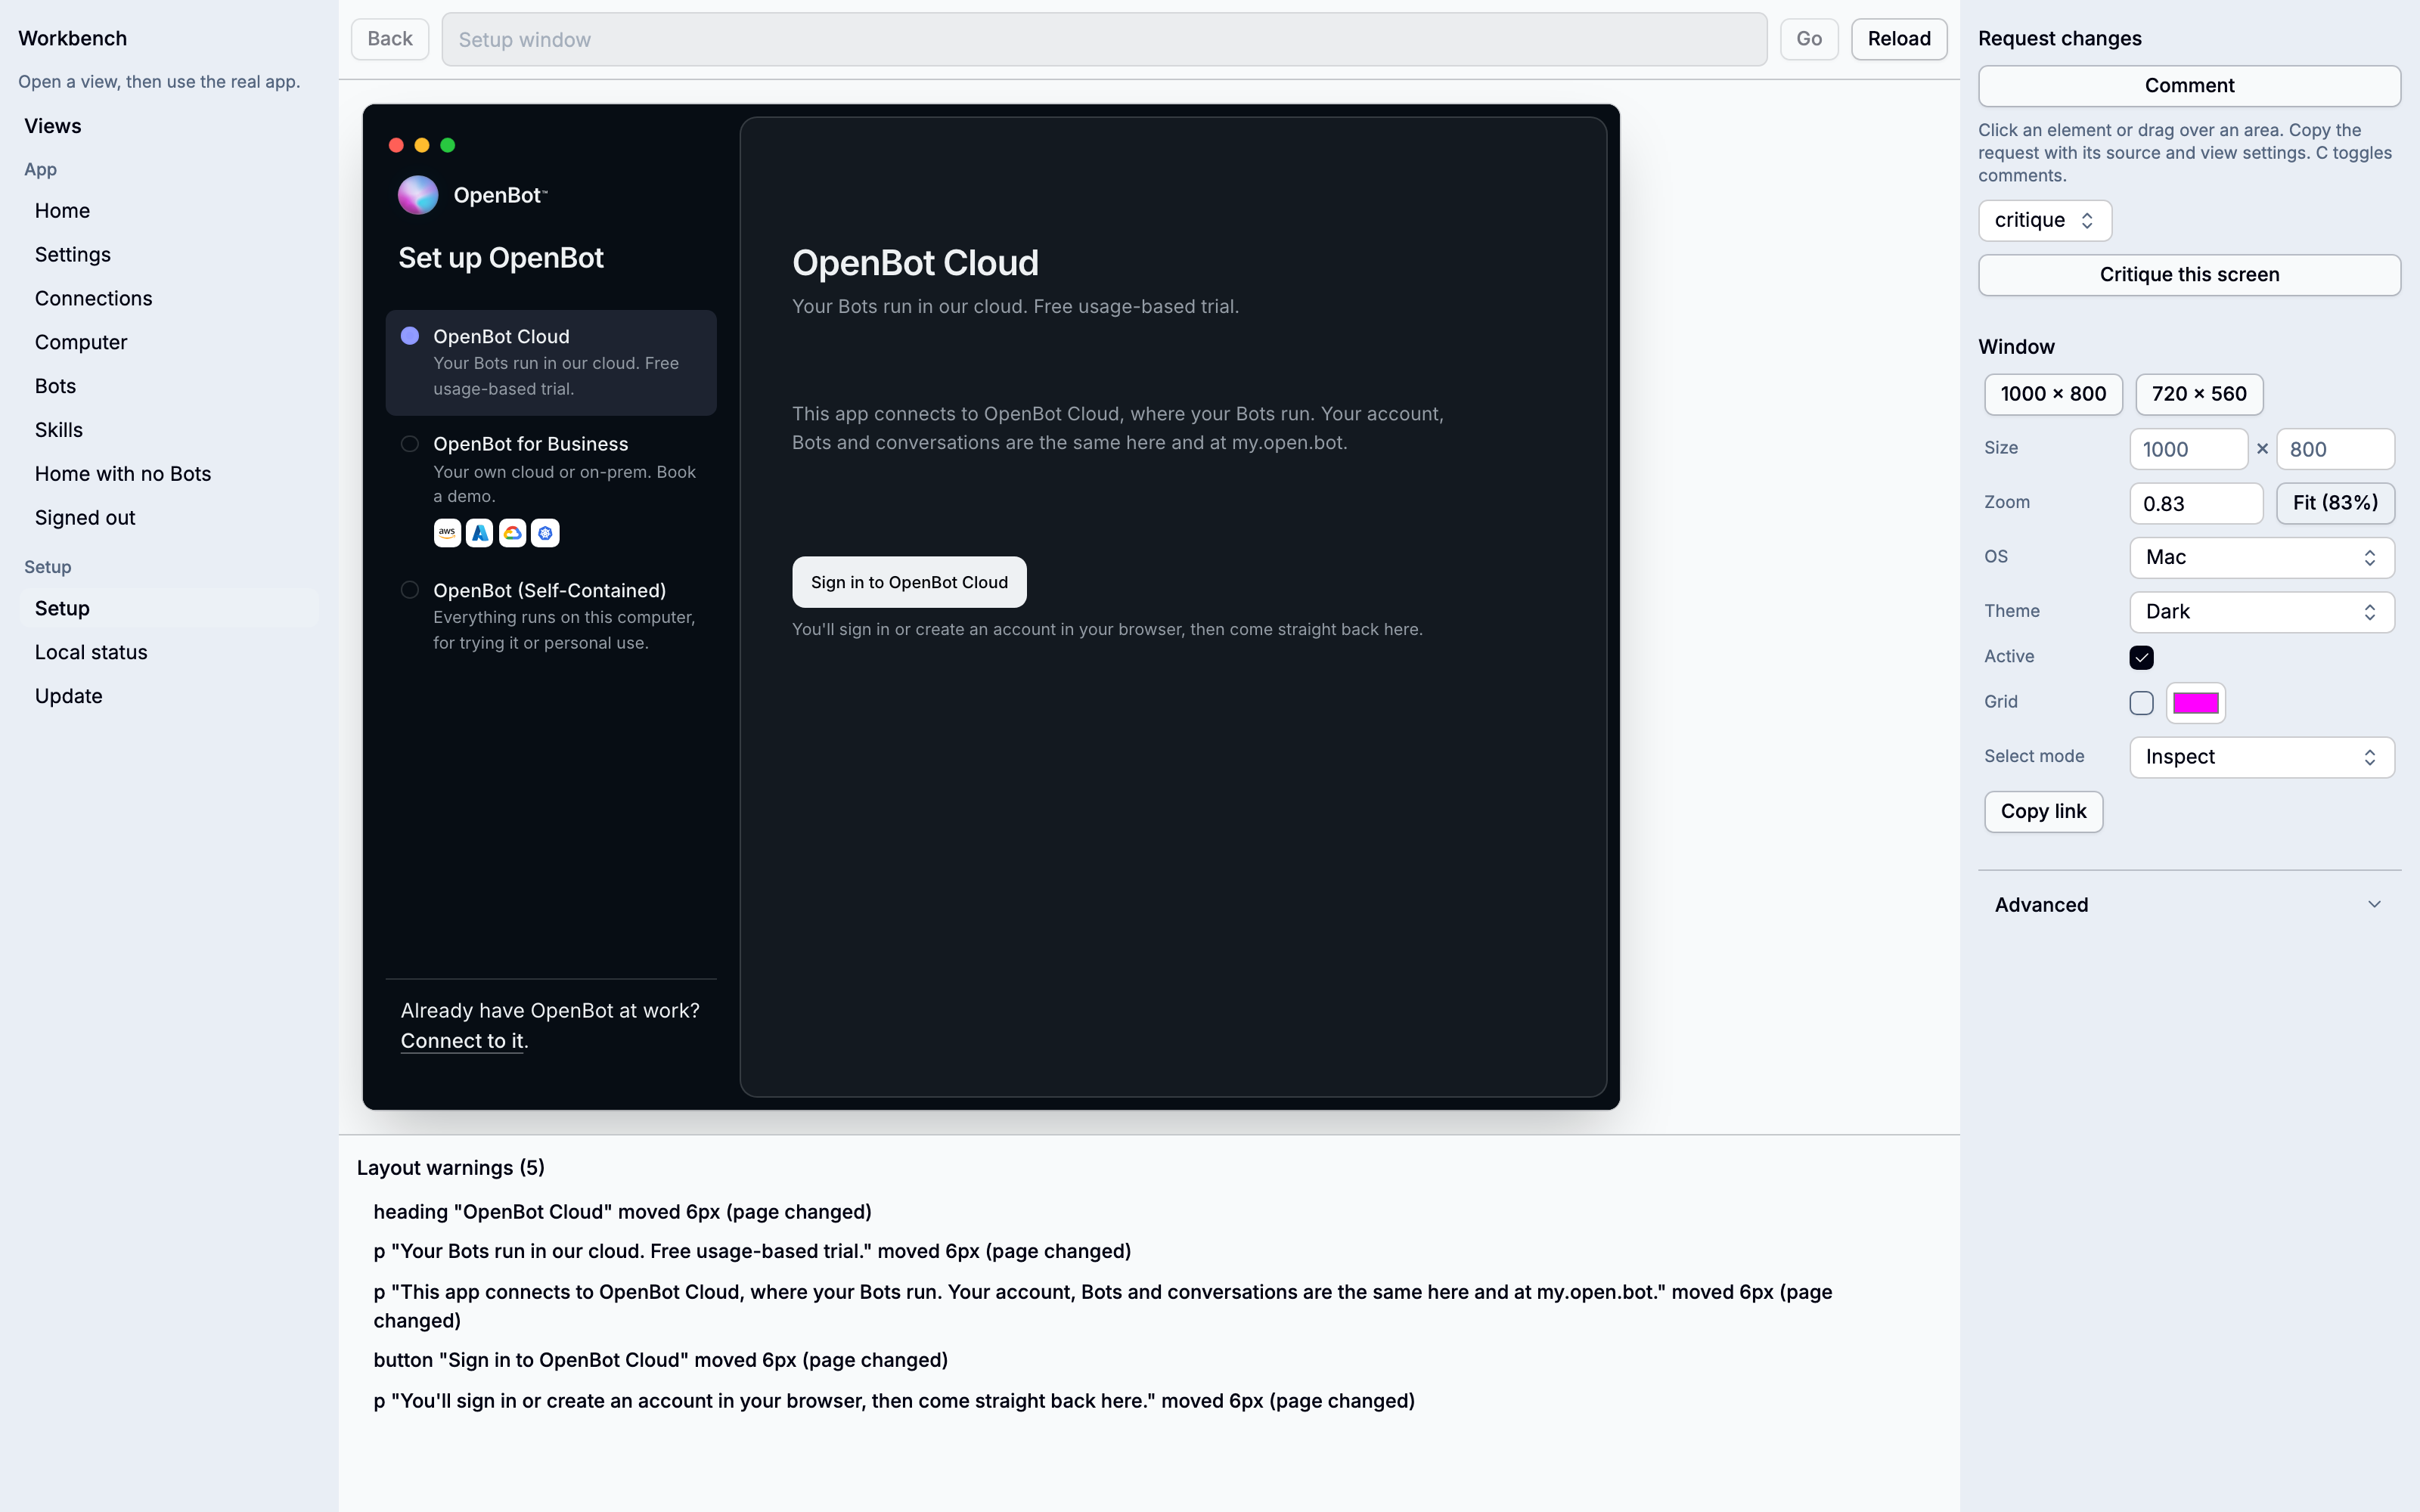 Workbench
Open a view, then use the real app.
Views
App
Home
Settings
Connections
Computer
Bots
Skills
Home with no Bots
Signed out
Setup
Setup
Local status
Update
Back
Setup window
Go
Reload
OpenBot™
Set up OpenBot
OpenBot Cloud
Your Bots run in our cloud. Free
usage-based trial.
OpenBot for Business
Your own cloud or on-prem. Book
a demo.
aws
OpenBot (Self-Contained)
Everything runs on this computer,
for trying it or personal use.
Already have OpenBot at work?
Connect to it.
OpenBot Cloud
Your Bots run in our cloud. Free usage-based trial.
This app connects to OpenBot Cloud, where your Bots run. Your account,
Bots and conversations are the same here and at my.open.bot.
Sign in to OpenBot Cloud
You'll sign in or create an account in your browser, then come straight back here.
Layout warnings (5)
heading "OpenBot Cloud" moved 6px (page changed)
p "Your Bots run in our cloud. Free usage-based trial." moved 6px (page changed)
p "This app connects to OpenBot Cloud, where your Bots run. Your account, Bots and conversations are the same here and at my.open.bot." moved 6px (page
changed)
button "Sign in to OpenBot Cloud" moved 6px (page changed)
p "You'll sign in or create an account in your browser, then come straight back here." moved 6px (page changed)
Request changes
Comment
Click an element or drag over an area. Copy the
request with its source and view settings. C toggles
comments.
critique
Critique this screen
Window
1000 × 800
720 × 560
Size
1000 × 800
Zoom
0.83
Fit (83%)
OS
Mac
Theme
Dark
Active
Grid
Select mode
Inspect
Copy link
Advanced